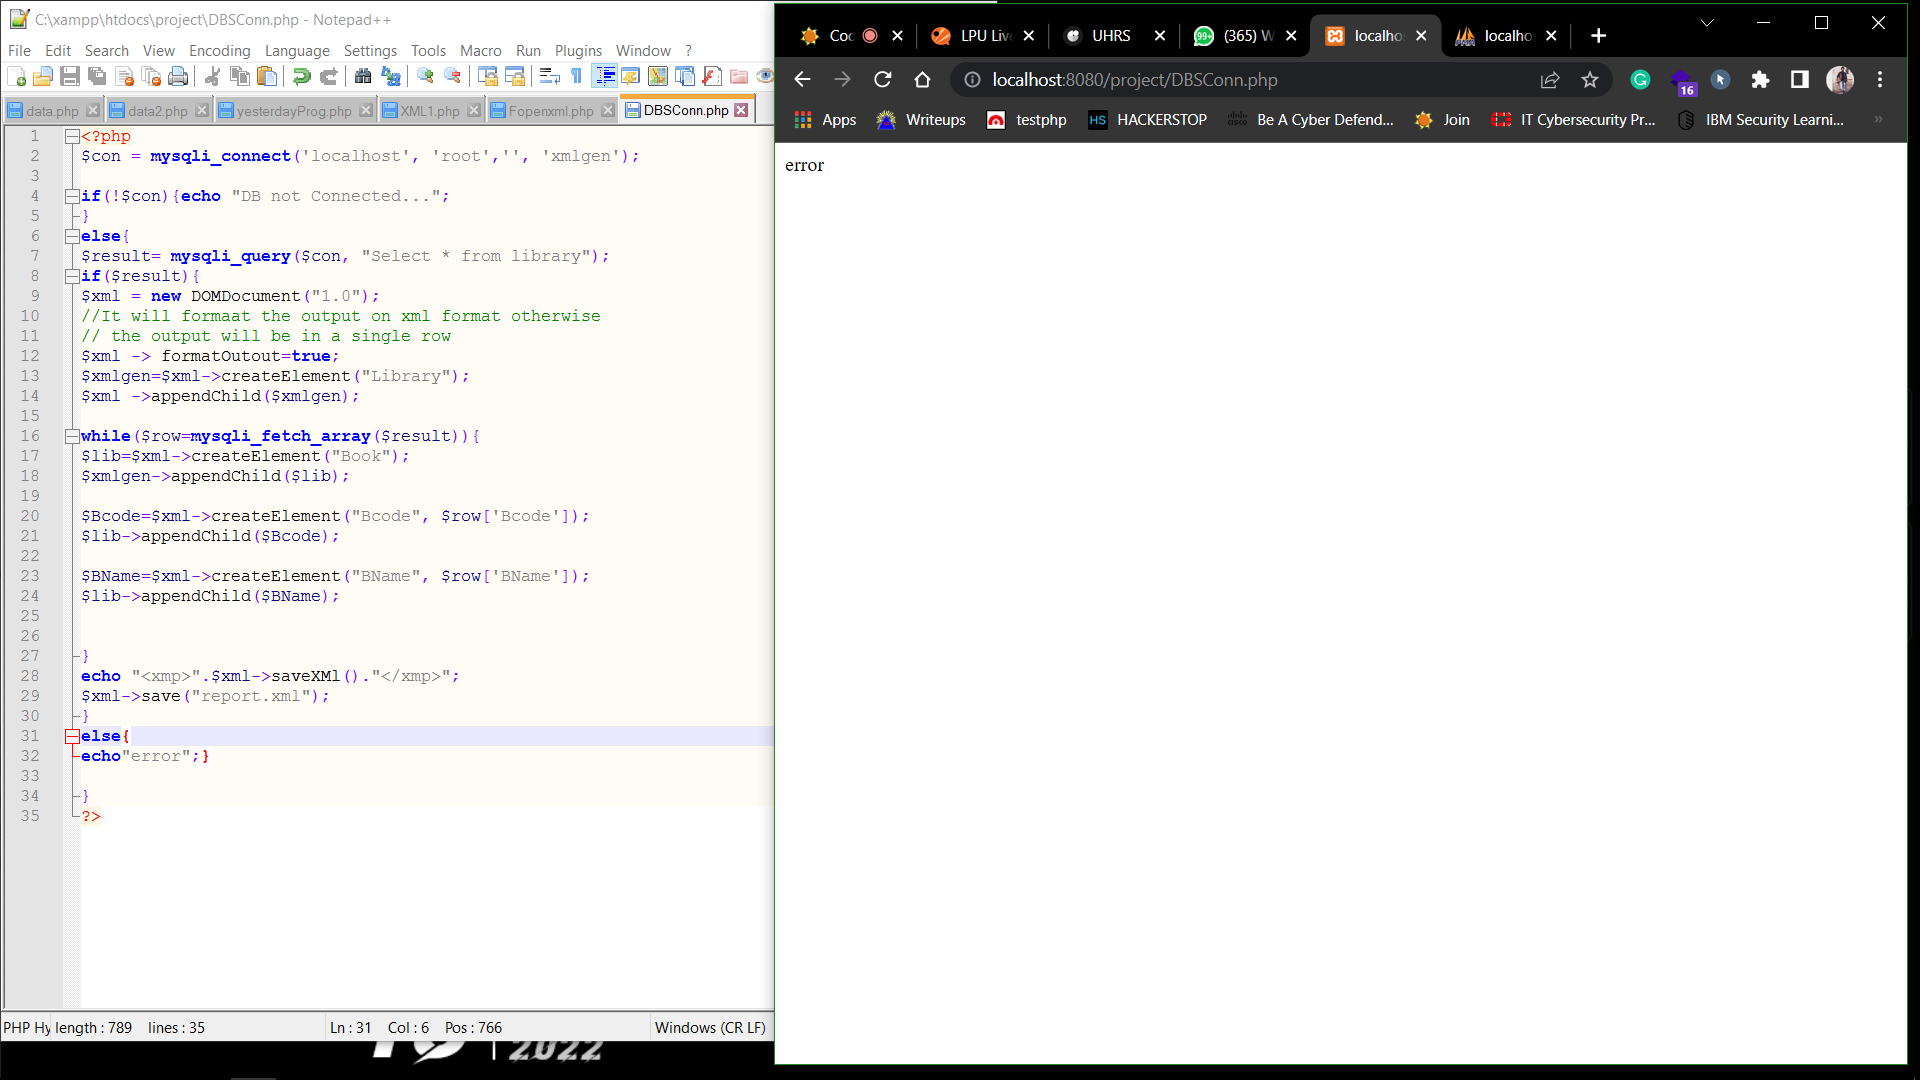 C:\xampp\htdocs\project\DBSConn.php - Notepad++
File Edit Search View Encoding Language Settings Tools Macro Run Plugins Window ?
data.php data2.php yesterdayProg.php XML1.php Fopenxml.php DBSConn.php
1 <?php
2 $con = mysqli_connect('localhost', 'root','', 'xmlgen');
3
4 if(!$con){echo "DB not Connected...";
5 }
6 else{
7 $result= mysqli_query($con, "Select * from library");
8 if($result){
9 $xml = new DOMDocument("1.0");
10 //It will formaat the output on xml format otherwise
11 // the output will be in a single row
12 $xml -> formatOutout=true;
13 $xmlgen=$xml->createElement("Library");
14 $xml ->appendChild($xmlgen);
15
16 while($row=mysqli_fetch_array($result)){
17 $lib=$xml->createElement("Book");
18 $xmlgen->appendChild($lib);
19
20 $Bcode=$xml->createElement("Bcode", $row['Bcode']);
21 $lib->appendChild($Bcode);
22
23 $BName=$xml->createElement("BName", $row['BName']);
24 $lib->appendChild($BName);
25
26
27 }
28 echo "<xmp>".$xml->saveXMl()."</xmp>";
29 $xml->save("report.xml");
30 }
31 else{
32 echo"error";}
33
34 }
35 ?>
PHP Hy length : 789 lines : 35 Ln : 31 Col : 6 Pos : 766 Windows (CR LF)
2022
Coc LPU Liv UHRS (365) W localho localho
localhost:8080/project/DBSConn.php
16
Apps Writeups testphp HS HACKERSTOP Be A Cyber Defend... Join IT Cybersecurity Pr... IBM Security Learni... »
error